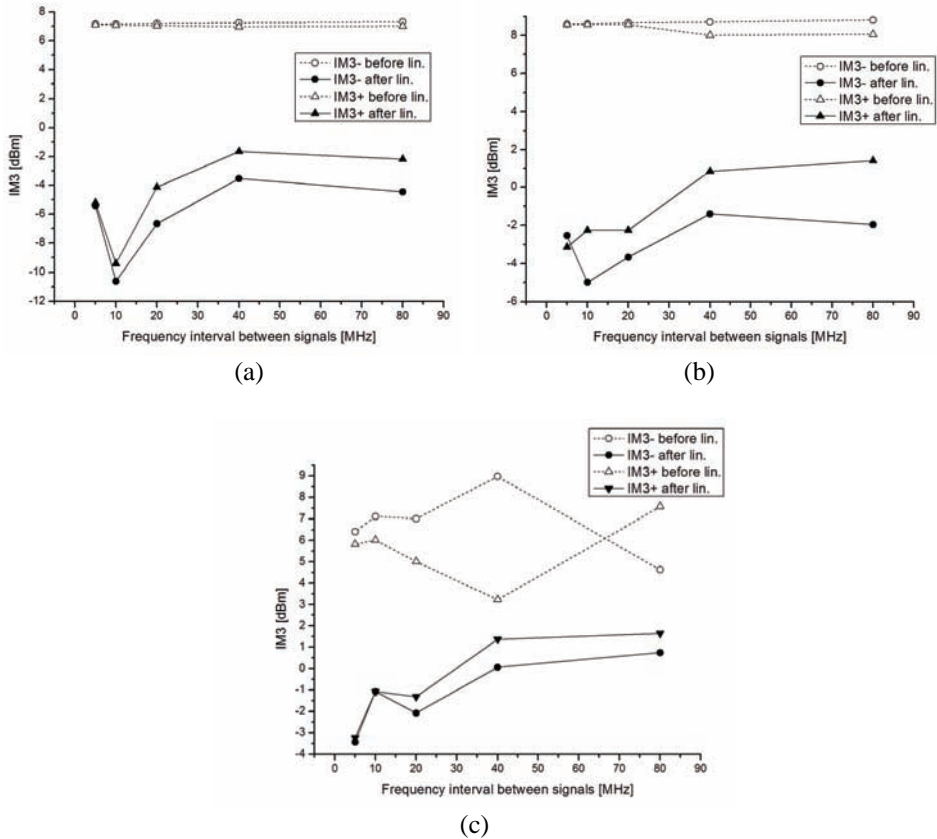 8
6
4
2
0
-2
-4
-6
-8
-10
-12
IM3 [dBm]
IM3- before lin.
IM3- after lin.
IM3+ before lin.
IM3+ after lin.
0 10 20 30 40 50 60 70 80 90
Frequency interval between signals [MHz]
(a)
8
6
4
2
0
-2
-4
-6
IM3 [dBm]
IM3- before lin.
IM3- after lin.
IM3+ before lin.
IM3+ after lin.
0 10 20 30 40 50 60 70 80 90
Frequency interval between signals [MHz]
(b)
9
8
7
6
5
4
3
2
1
0
-1
-2
-3
-4
IM3 [dBm]
IM3- before lin.
IM3- after lin.
IM3+ before lin.
IM3+ after lin.
0 10 20 30 40 50 60 70 80 90
Frequency interval between signals [MHz]
(c)